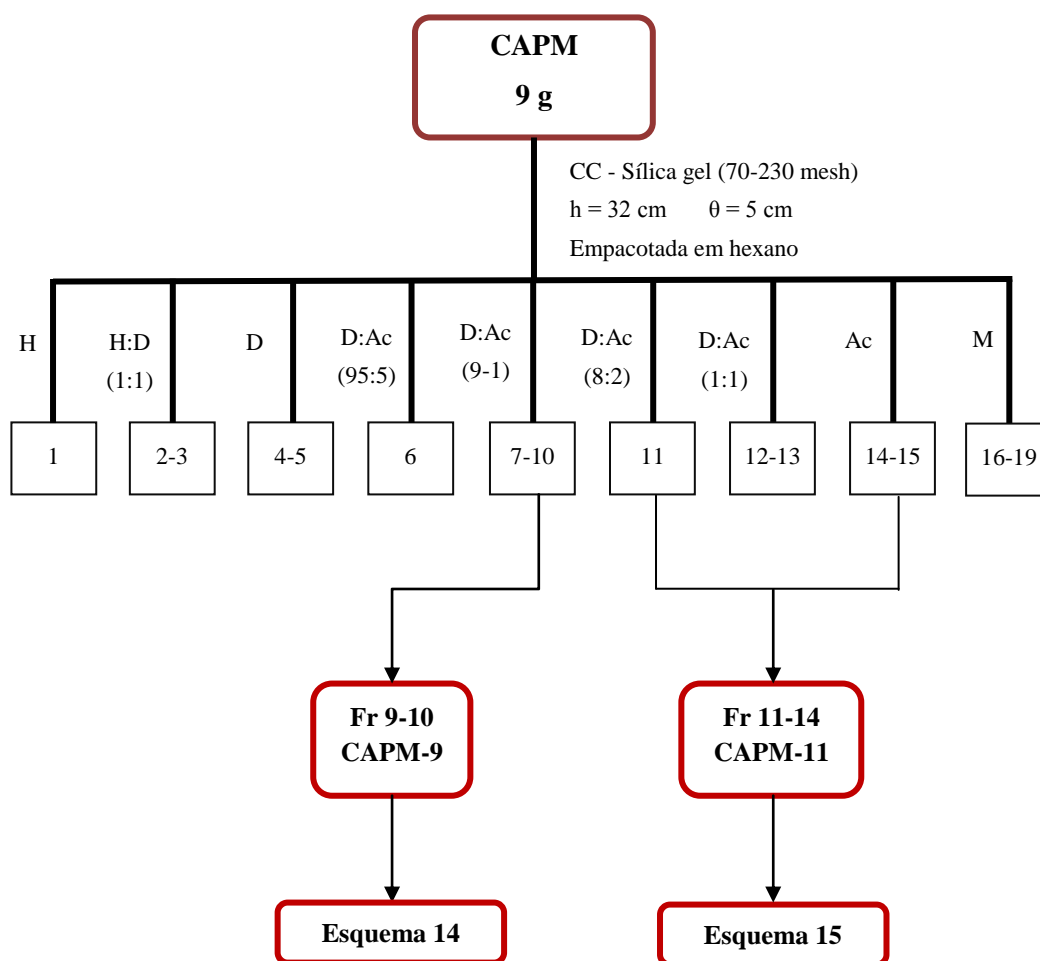 CAPM
9 g
CC - Sílica gel (70-230 mesh)
h = 32 cm θ = 5 cm
Empacotada em hexano
H
H:D
(1:1)
D
D:Ac
(95:5)
D:Ac
(9-1)
D:Ac
(8:2)
D:Ac
(1:1)
Ac
M
1
2-3
4-5
6
7-10
11
12-13
14-15
16-19
Fr 9-10
CAPM-9
Fr 11-14
CAPM-11
Esquema 14
Esquema 15